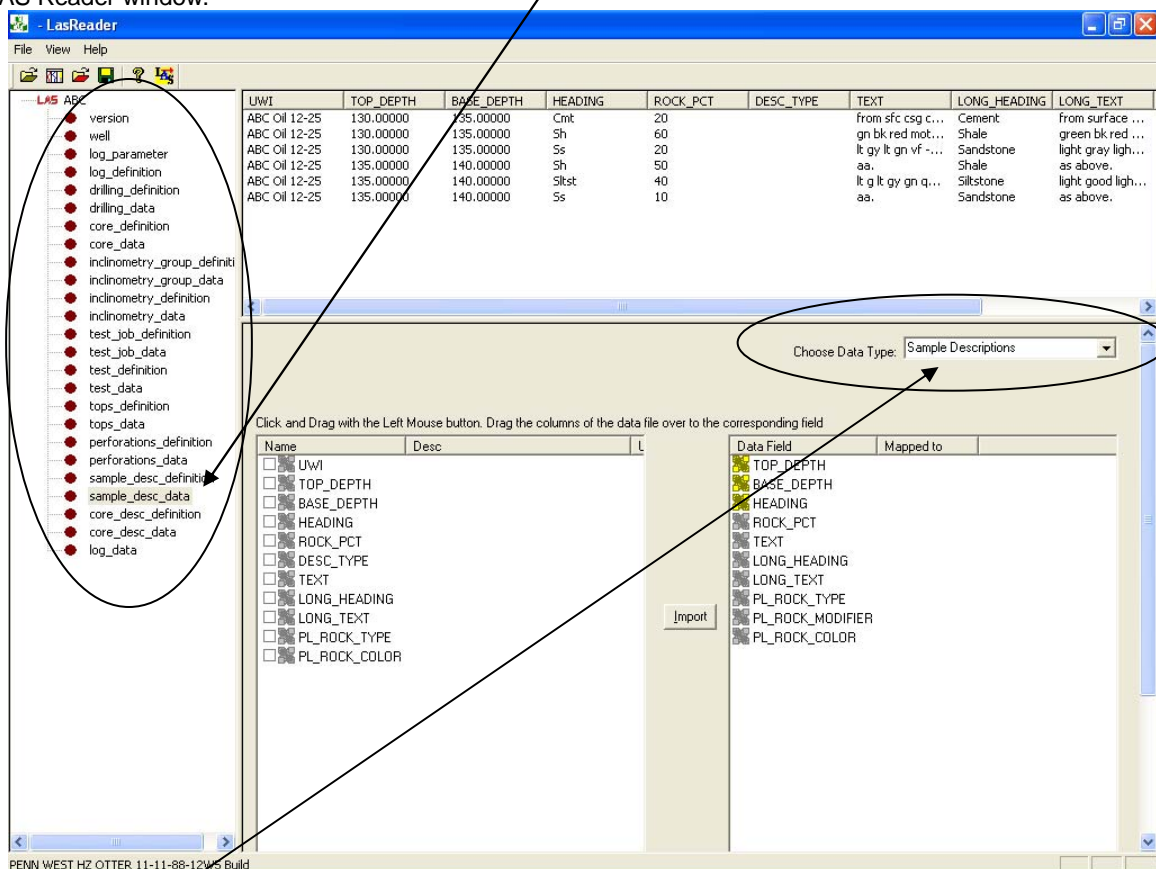 AS Reader window.
- LasReader
File View Help
LAS ABC
version
well
log_parameter
log_definition
drilling_definition
drilling_data
core_definition
core_data
inclinometry_group_definiti
inclinometry_group_data
inclinometry_definition
inclinometry_data
test_job_definition
test_job_data
test_definition
test_data
tops_definition
tops_data
perforations_definition
perforations_data
sample_desc_definition
sample_desc_data
core_desc_definition
core_desc_data
log_data
UWI TOP_DEPTH BASE_DEPTH HEADING ROCK_PCT DESC_TYPE TEXT LONG_HEADING LONG_TEXT
ABC Oil 12-25 130.00000 135.00000 Cmt 20 from sfc csg c... Cement from surface ...
ABC Oil 12-25 130.00000 135.00000 Sh 60 gn bk red mot... Shale green bk red ...
ABC Oil 12-25 130.00000 135.00000 Ss 20 lt gy lt gn vf -... Sandstone light gray ligh...
ABC Oil 12-25 135.00000 140.00000 Sh 50 aa. Shale as above.
ABC Oil 12-25 135.00000 140.00000 Sltst 40 lt g lt gy gn q... Siltstone light good ligh...
ABC Oil 12-25 135.00000 140.00000 Ss 10 aa. Sandstone as above.
Choose Data Type: Sample Descriptions
Click and Drag with the Left Mouse button. Drag the columns of the data file over to the corresponding field
Name Desc
UWI
TOP_DEPTH
BASE_DEPTH
HEADING
ROCK_PCT
DESC_TYPE
TEXT
LONG_HEADING
LONG_TEXT
PL_ROCK_TYPE
PL_ROCK_COLOR
Import
Data Field Mapped to
TOP_DEPTH
BASE_DEPTH
HEADING
ROCK_PCT
TEXT
LONG_HEADING
LONG_TEXT
PL_ROCK_TYPE
PL_ROCK_MODIFIER
PL_ROCK_COLOR
PENN WEST HZ OTTER 11-11-88-12W5 Build